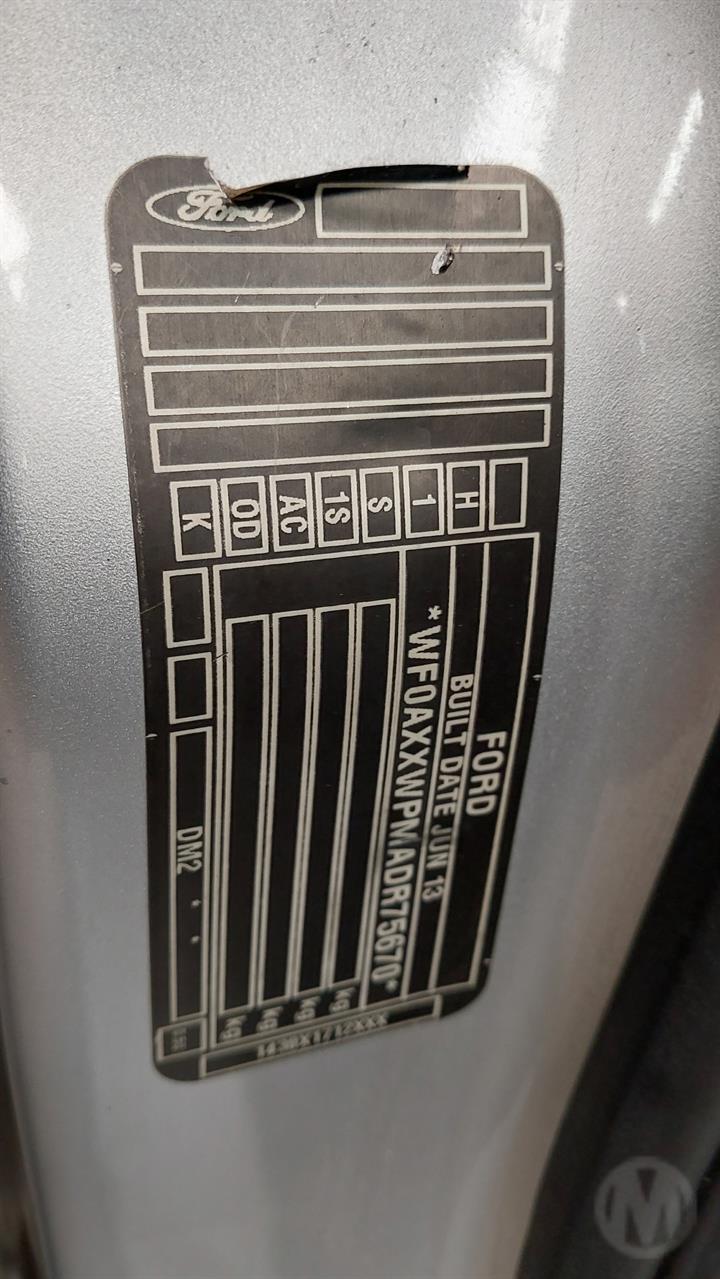 Ford
FORD
BUILT DATE JUN 13
*WF0AXXWPMADR75670*
H
1
S
1S
AC
OD
K
kg
kg
kg
kg
DM2 . .
M